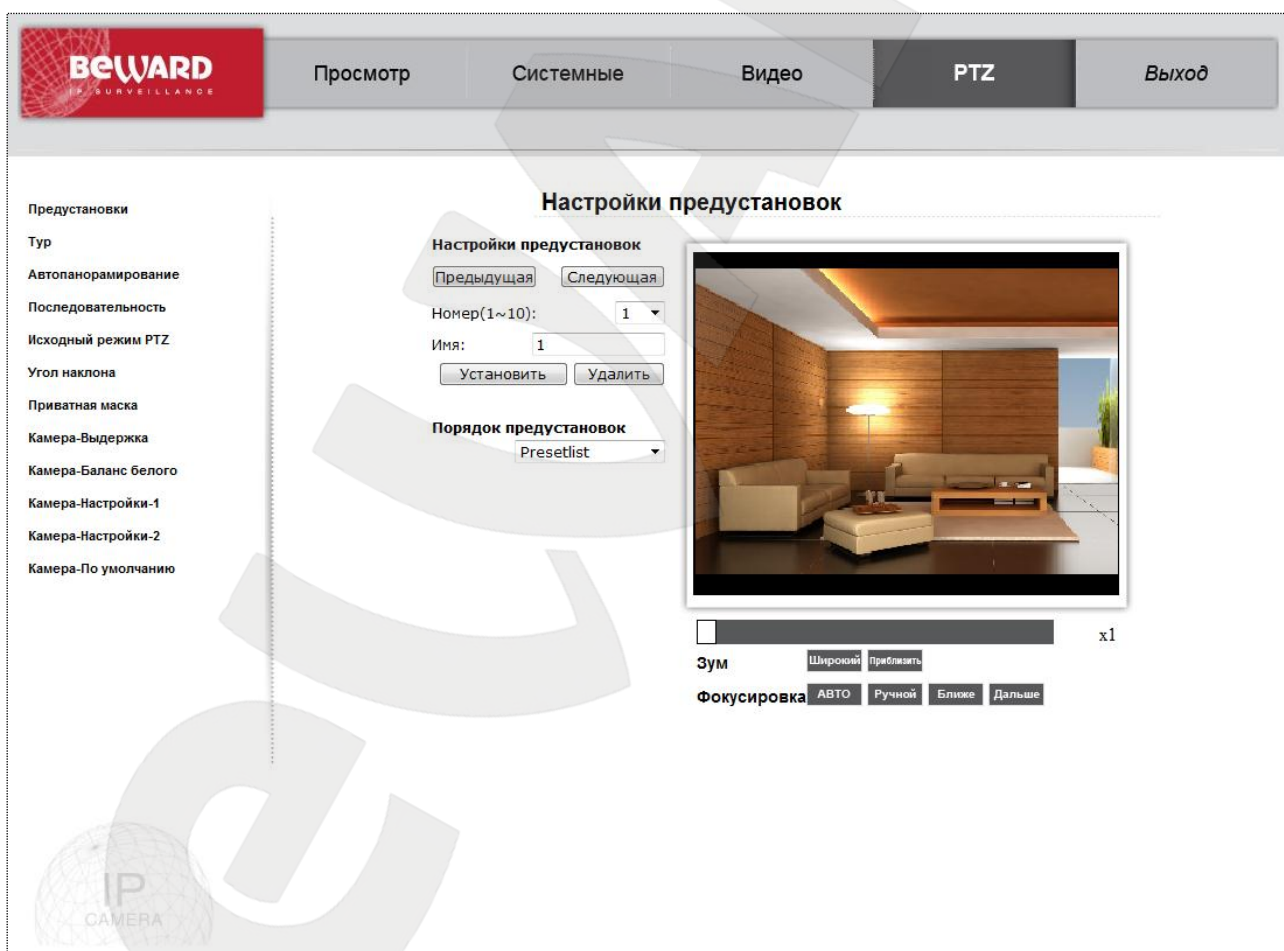 BEWARD
IP SURVEILLANCE
Просмотр
Системные
Видео
PTZ
Выход
Настройки предустановок
Предустановки
Тур
Автопанорамирование
Последовательность
Исходный режим PTZ
Угол наклона
Приватная маска
Камера-Выдержка
Камера-Баланс белого
Камера-Настройки-1
Камера-Настройки-2
Камера-По умолчанию
Настройки предустановок
Предыдущая Следующая
Номер(1~10): 1
Имя: 1
Установить Удалить
Порядок предустановок
Presetlist
x1
Зум Широкий Приблизить
Фокусировка АВТО Ручной Ближе Дальше
IP
CAMERA